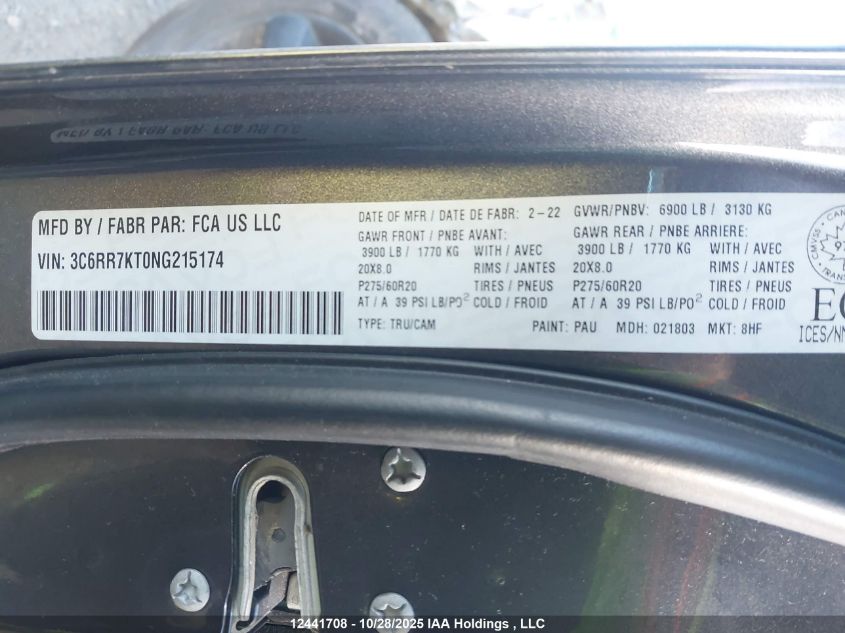 MFD BY / FABR PAR: FCA US LLC
VIN: 3C6RR7KT0NG215174
DATE OF MFR / DATE DE FABR: 2-22 GVWR/PNBV: 6900 LB / 3130 KG
GAWR FRONT / PNBE AVANT: GAWR REAR / PNBE ARRIERE:
3900 LB / 1770 KG WITH / AVEC 3900 LB / 1770 KG WITH / AVEC
20X8.0 RIMS / JANTES 20X8.0 RIMS / JANTES
P275/60R20 TIRES / PNEUS P275/60R20 TIRES / PNEUS
AT / A 39 PSI LB/PO² COLD / FROID AT / A 39 PSI LB/PO² COLD / FROID
TYPE: TRU/CAM PAINT: PAU MDH: 021803 MKT: 8HF
12441708 - 10/28/2025 IAA Holdings , LLC